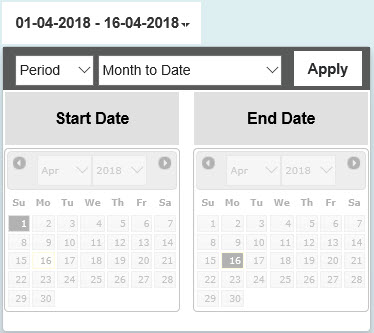 01-04-2018 - 16-04-2018
Period Month to Date Apply
Start Date End Date
Apr 2018 Apr 2018
Su Mo Tu We Th Fr Sa Su Mo Tu We Th Fr Sa
1 2 3 4 5 6 7 1 2 3 4 5 6 7
8 9 10 11 12 13 14 8 9 10 11 12 13 14
15 16 17 18 19 20 21 15 16 17 18 19 20 21
22 23 24 25 26 27 28 22 23 24 25 26 27 28
29 30 29 30